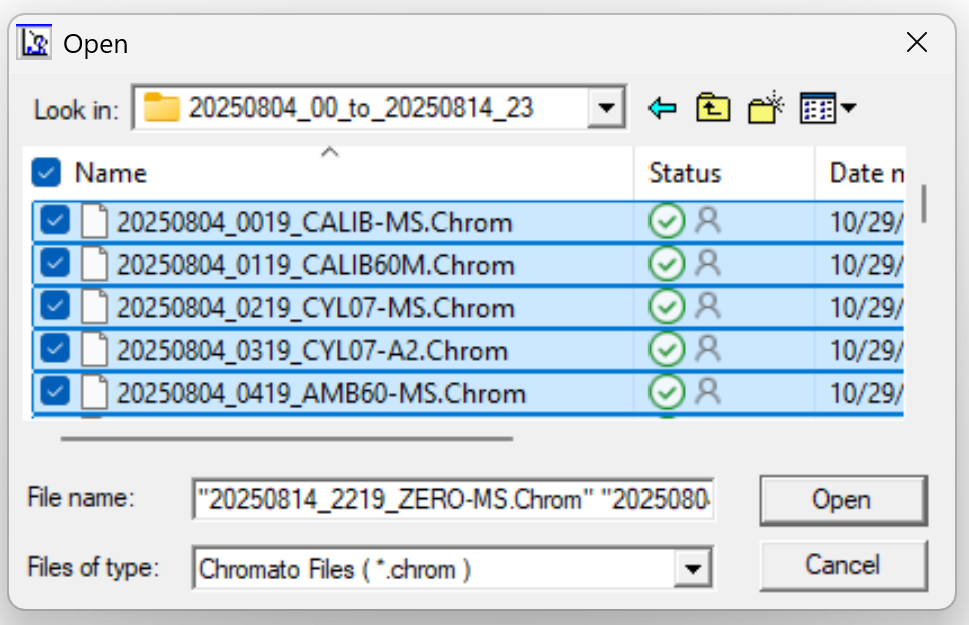 Open
Look in: 20250804_00_to_20250814_23
Name Status Date n
20250804_0019_CALIB-MS.Chrom 10/29/
20250804_0119_CALIB60M.Chrom 10/29/
20250804_0219_CYL07-MS.Chrom 10/29/
20250804_0319_CYL07-A2.Chrom 10/29/
20250804_0419_AMB60-MS.Chrom 10/29/
File name: "20250814_2219_ZERO-MS.Chrom" "2025080 Open
Files of type: Chromato Files ( *.chrom ) Cancel